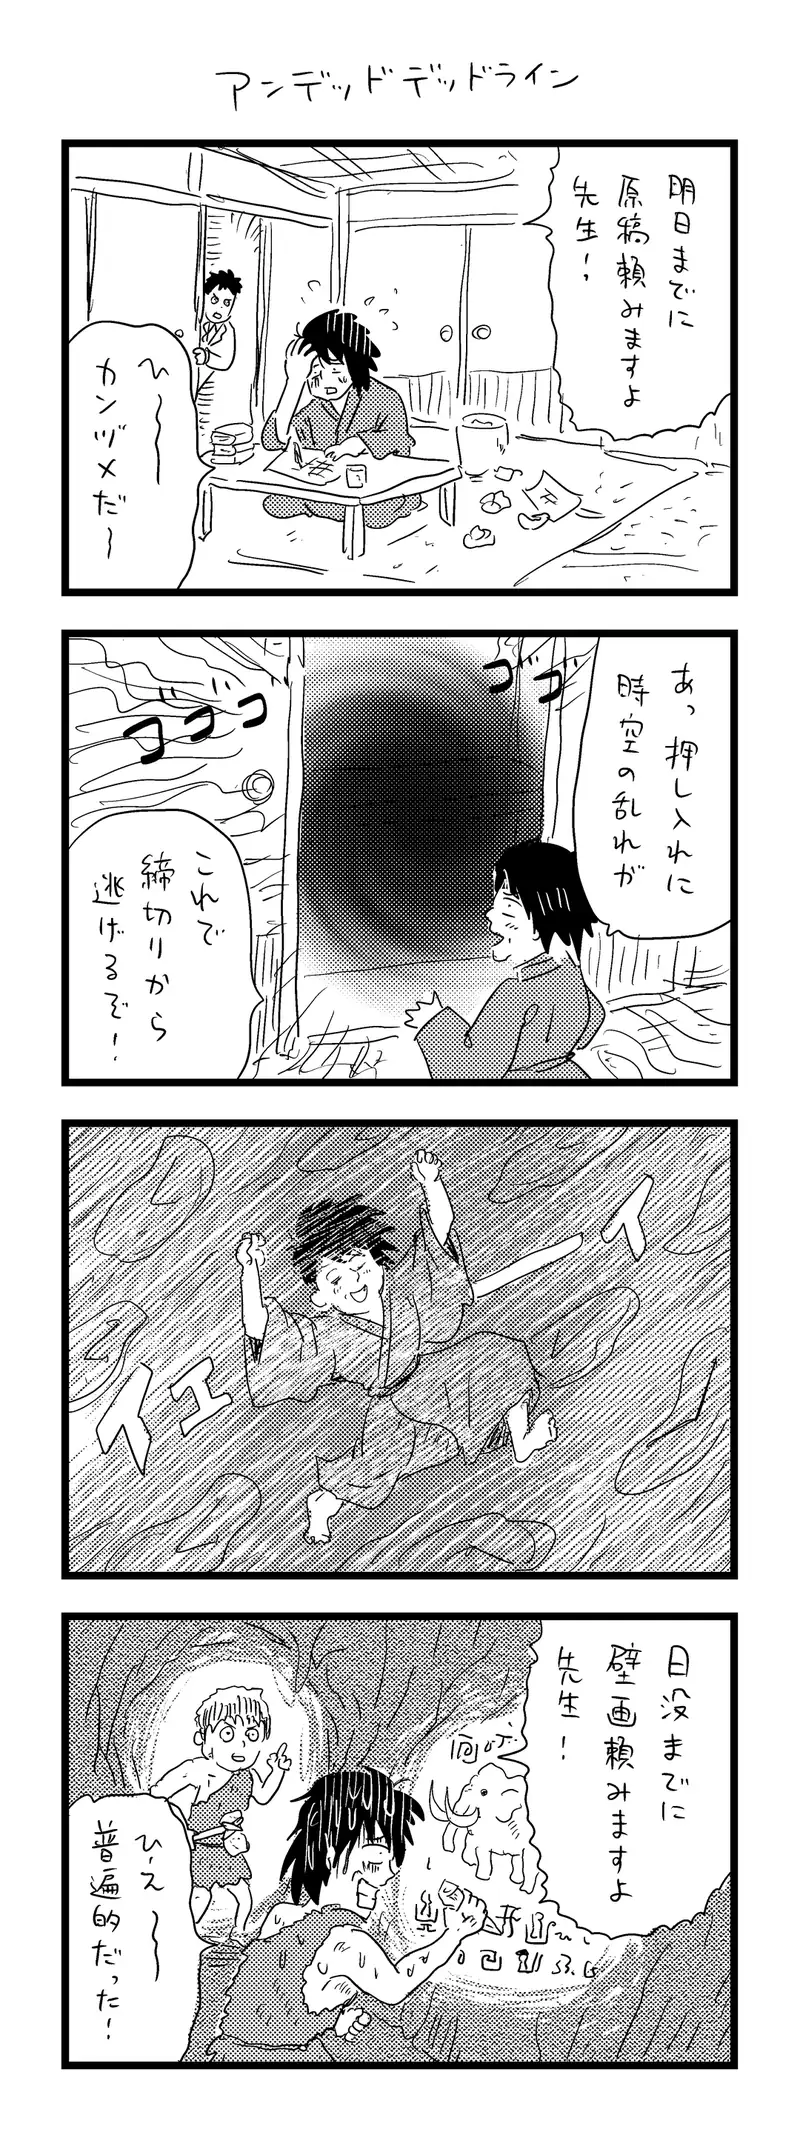 アンデッドデッドライン
明日までに
原稿頼みますよ
先生!
ひ〜
カンヅメだ〜
あっ押し入れに
時空の乱れが
ゴゴ
ゴゴゴ
これで
締切りから
逃げるぞ!
イェーイ
日没までに
壁画頼みますよ
先生!
ひえ〜
普遍的だった!